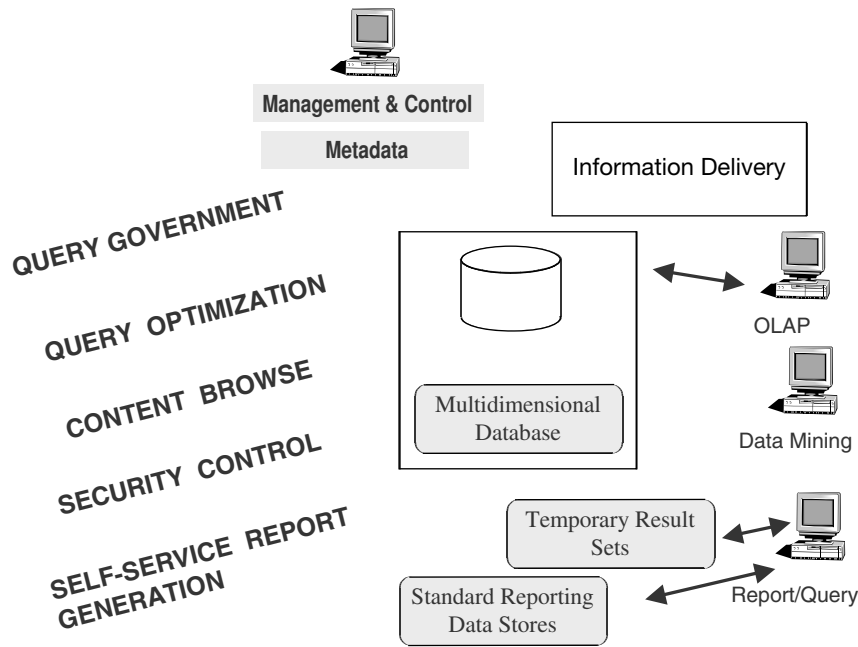 Management & Control
Metadata
Information Delivery
QUERY GOVERNMENT
QUERY OPTIMIZATION
CONTENT BROWSE
SECURITY CONTROL
SELF-SERVICE REPORT
GENERATION
Multidimensional
Database
OLAP
Data Mining
Temporary Result
Sets
Standard Reporting
Data Stores
Report/Query